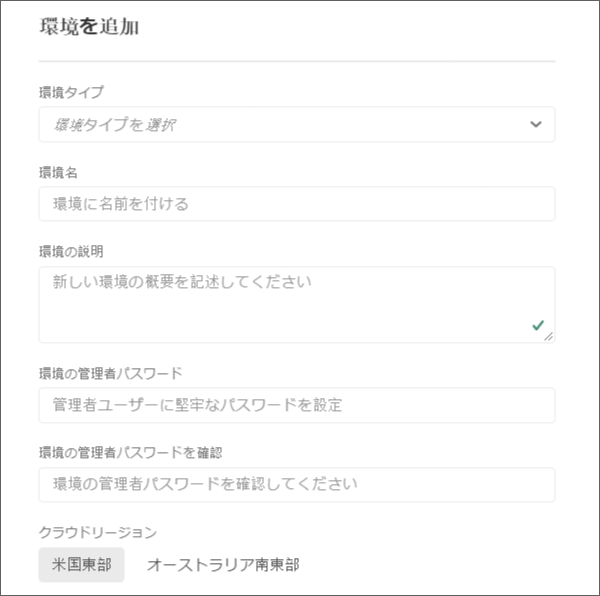 環境を追加
環境タイプ
環境タイプを選択
環境名
環境に名前を付ける
環境の説明
新しい環境の概要を記述してください
環境の管理者パスワード
管理者ユーザーに堅牢なパスワードを設定
環境の管理者パスワードを確認
環境の管理者パスワードを確認してください
クラウドリージョン
米国東部 オーストラリア南東部